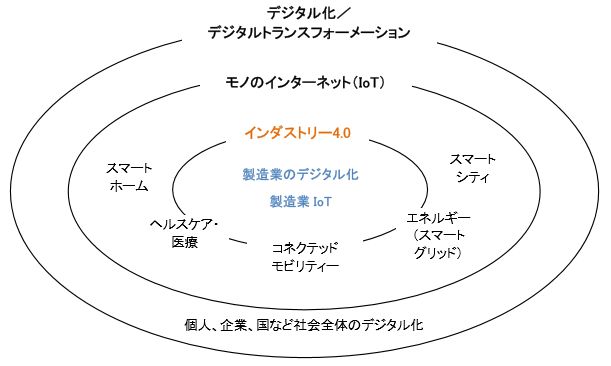 デジタル化／
デジタルトランスフォーメーション
モノのインターネット（IoT）
インダストリー4.0
製造業のデジタル化
製造業 IoT
スマート
ホーム
スマート
シティ
ヘルスケア・
医療
コネクテッド
モビリティー
エネルギー
（スマート
グリッド）
個人、企業、国など社会全体のデジタル化